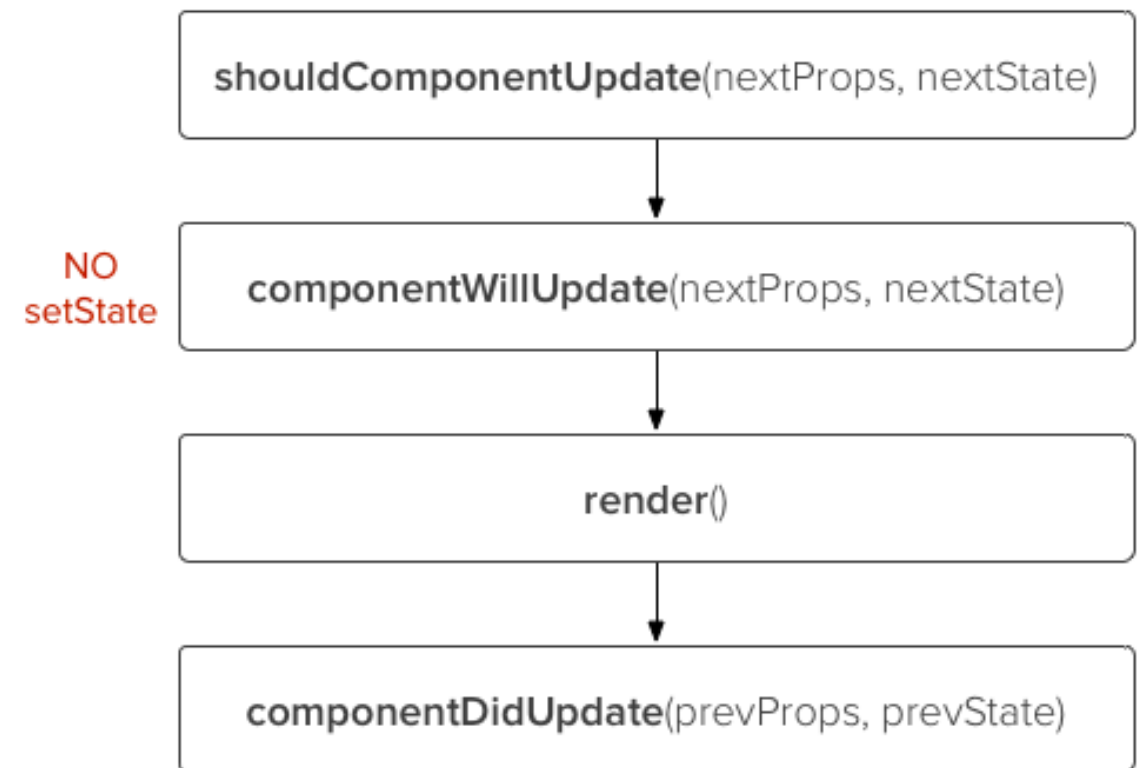 shouldComponentUpdate(nextProps, nextState)
NO
setState
componentWillUpdate(nextProps, nextState)
render()
componentDidUpdate(prevProps, prevState)